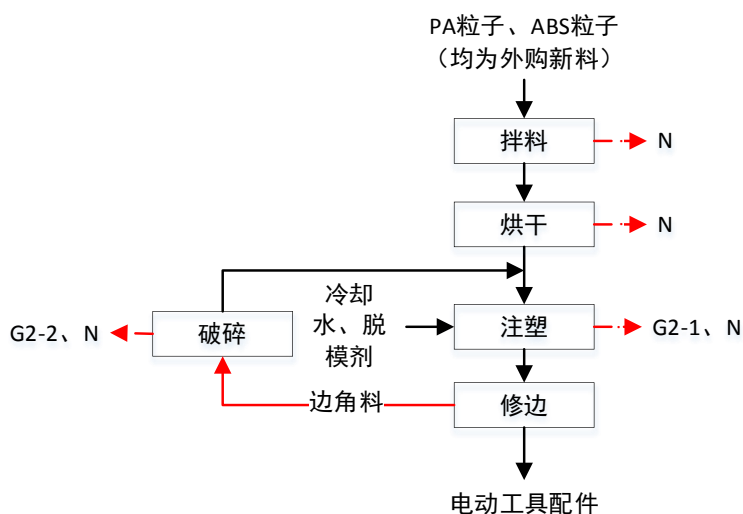 PA粒子、ABS粒子
（均为外购新料）
拌料
N
烘干
N
冷却
水、脱
模剂
G2-2、N
破碎
注塑
G2-1、N
边角料
修边
电动工具配件